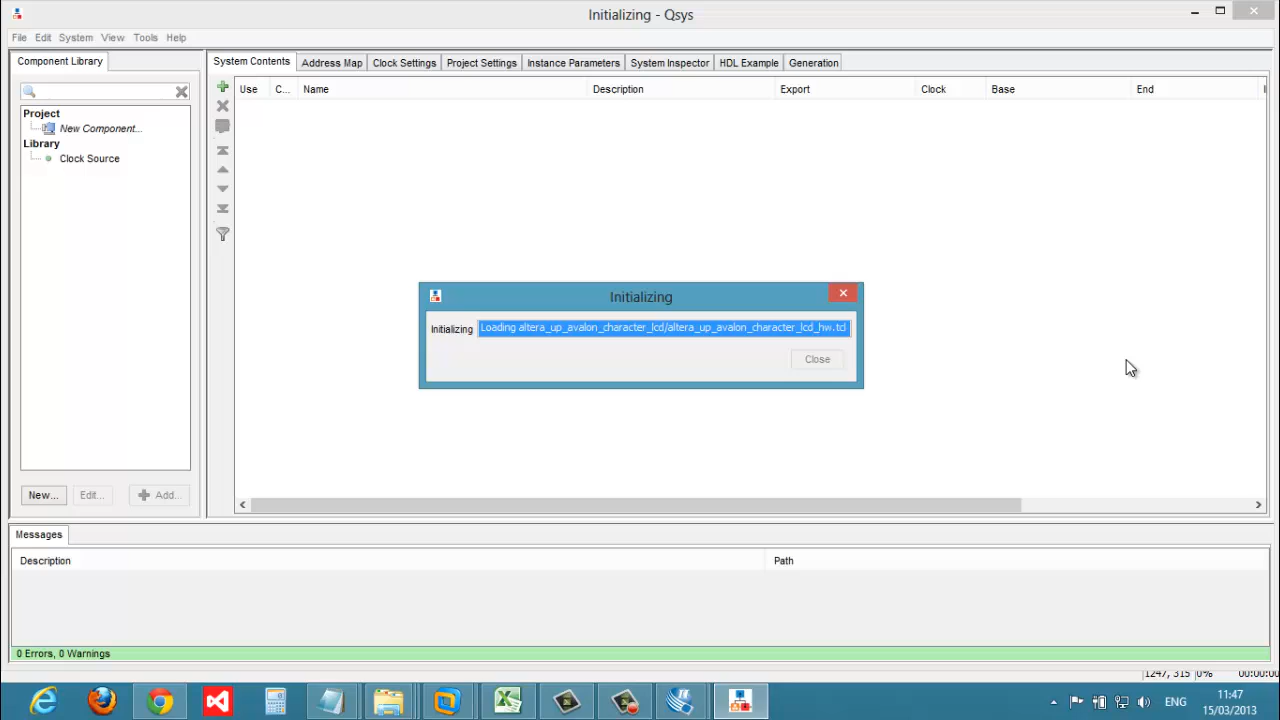 Initializing - Qsys
File Edit System View Tools Help
Component Library
System Contents Address Map Clock Settings Project Settings Instance Parameters System Inspector HDL Example Generation
Use C... Name Description Export Clock Base End
Project
New Component...
Library
Clock Source
Initializing
Initializing Loading altera_up_avalon_character_lcd/altera_up_avalon_character_lcd_hw.tcl
Close
New... Edit... Add...
Messages
Description Path
0 Errors, 0 Warnings
1247, 315 0% 00:00:00
ENG
11:47
15/03/2013